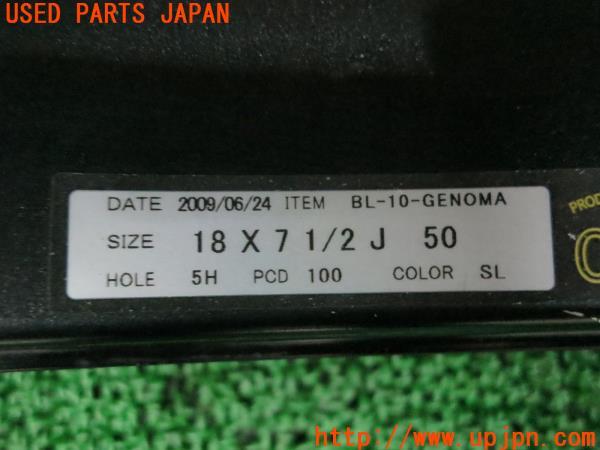 USED PARTS JAPAN
DATE 2009/06/24 ITEM BL-10-GENOMA
SIZE 18 X 7 1/2 J 50
HOLE 5H PCD 100 COLOR SL
http://www.upjpn.com/